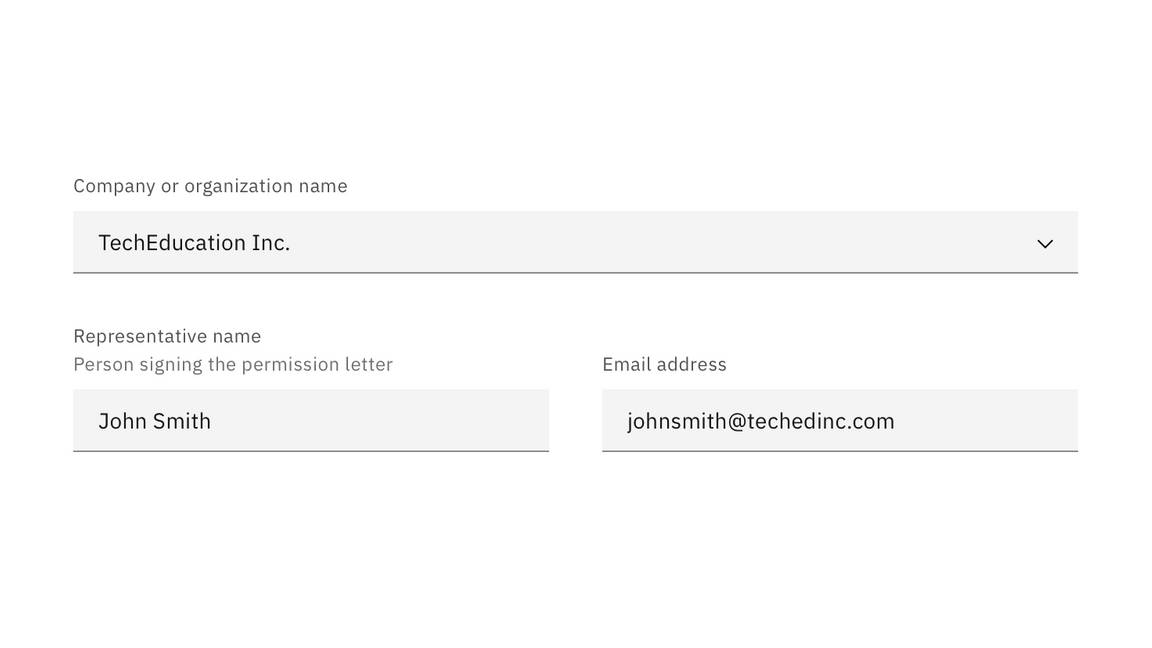 Company or organization name
TechEducation Inc.
Representative name
Person signing the permission letter
John Smith
Email address
johnsmith@techedinc.com